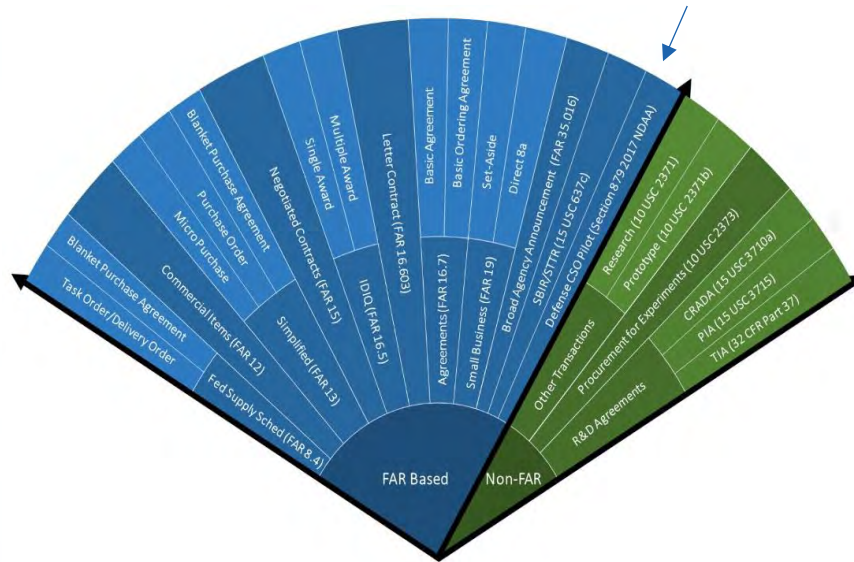 Task Order/Delivery Order
Blanket Purchase Agreement
Fed Supply Sched (FAR 8.4)
Commercial Items (FAR 12)
Micro Purchase
Purchase Order
Blanket Purchase Agreement
Simplified (FAR 13)
Negotiated Contracts (FAR 15)
Single Award
Multiple Award
IDIQ (FAR 16.5)
Letter Contract (FAR 16.603)
Basic Agreement
Basic Ordering Agreement
Agreements (FAR 16.7)
Set-Aside
Direct 8a
Small Business (FAR 19)
Broad Agency Announcement (FAR 35.016)
SBIR/STTR (15 USC 637c)
Defense CSO Pilot (Section 879 2017 NDAA)
Research (10 USC 2371)
Prototype (10 USC 2371b)
Other Transactions
Procurement for Experiments (10 USC 2373)
CRADA (15 USC 3710a)
PIA (15 USC 3715)
TIA (32 CFR Part 37)
R&D Agreements
FAR Based
Non-FAR